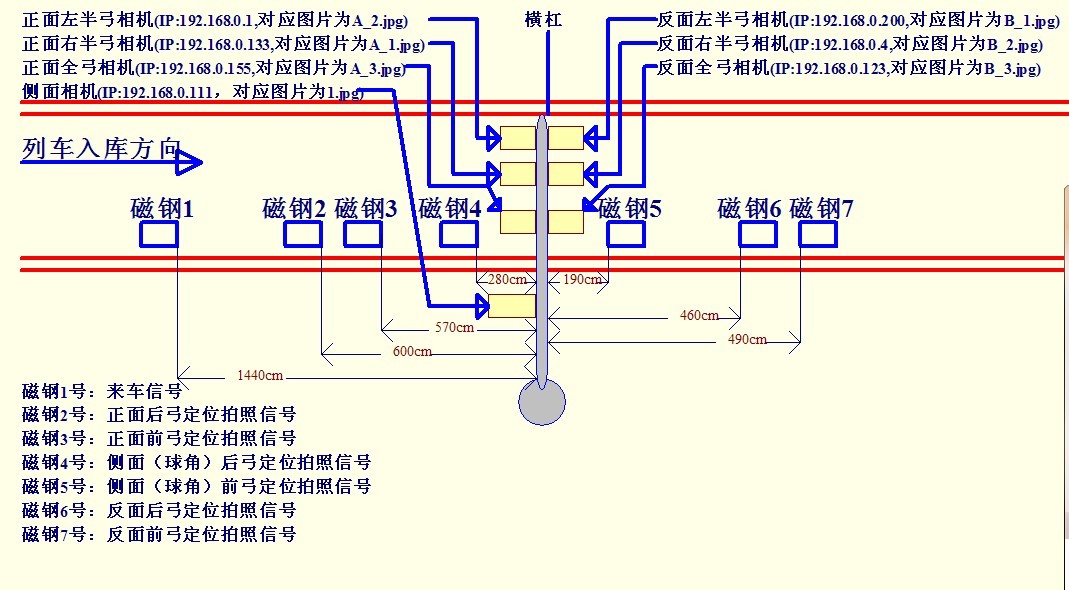 正面左半弓相机(IP:192.168.0.1,对应图片为A_2.jpg)
横杠
反面左半弓相机(IP:192.168.0.200,对应图片为B_1.jpg)
正面右半弓相机(IP:192.168.0.133,对应图片为A_1.jpg)
反面右半弓相机(IP:192.168.0.4,对应图片为B_2.jpg)
正面全弓相机(IP:192.168.0.155,对应图片为A_3.jpg)
反面全弓相机(IP:192.168.0.123,对应图片为B_3.jpg)
侧面相机(IP:192.168.0.111，对应图片为1.jpg)
列车入库方向
磁钢1
磁钢2
磁钢3
磁钢4
磁钢5
磁钢6
磁钢7
280cm
190cm
460cm
570cm
490cm
600cm
1440cm
磁钢1号：来车信号
磁钢2号：正面后弓定位拍照信号
磁钢3号：正面前弓定位拍照信号
磁钢4号：侧面（球角）后弓定位拍照信号
磁钢5号：侧面（球角）前弓定位拍照信号
磁钢6号：反面后弓定位拍照信号
磁钢7号：反面前弓定位拍照信号